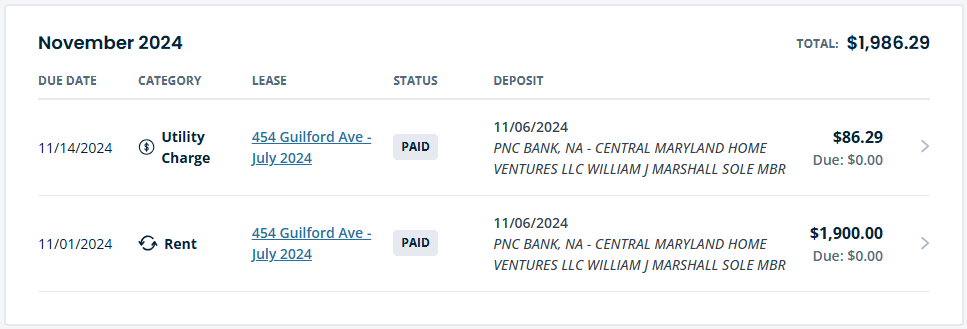 November 2024
TOTAL: $1,986.29
DUE DATE CATEGORY LEASE STATUS DEPOSIT
11/14/2024
Utility
Charge
454 Guilford Ave -
July 2024
PAID
11/06/2024
PNC BANK, NA - CENTRAL MARYLAND HOME
VENTURES LLC WILLIAM J MARSHALL SOLE MBR
$86.29
Due: $0.00
11/01/2024
Rent
454 Guilford Ave -
July 2024
PAID
11/06/2024
PNC BANK, NA - CENTRAL MARYLAND HOME
VENTURES LLC WILLIAM J MARSHALL SOLE MBR
$1,900.00
Due: $0.00